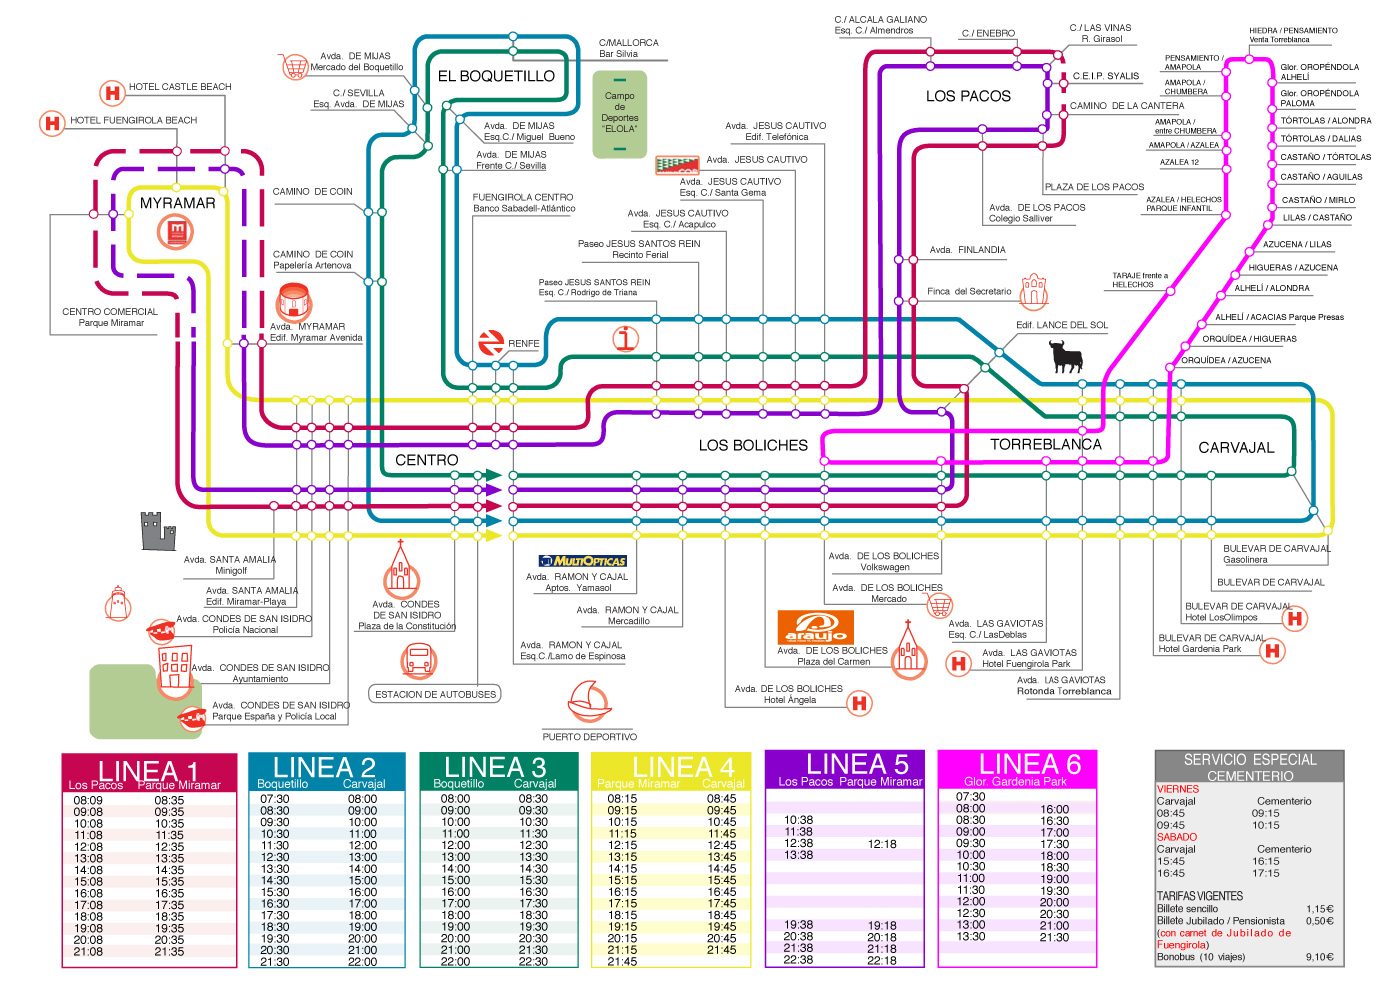 C./ ALCALA GALIANO
Esq. C./ Almendros
C./ ENEBRO
C./ LAS VINAS
R. Girasol
HIEDRA / PENSAMIENTO
Venta Torreblanca
C/MALLORCA
Bar Silvia
Avda. DE MIJAS
Mercado del Boquetillo
EL BOQUETILLO
C./ SEVILLA
Esq. Avda. DE MIJAS
HOTEL CASTLE BEACH
HOTEL FUENGIROLA BEACH
Campo
de
Deportes
"ELOLA"
LOS PACOS
C.E.I.P. SYALIS
CAMINO DE LA CANTERA
PENSAMIENTO /
AMAPOLA
AMAPOLA /
CHUMBERA
AMAPOLA /
entre CHUMBERA
AMAPOLA / AZALEA
AZALEA 12
AZALEA / HELECHOS
PARQUE INFANTIL
Glor. OROPÉNDOLA
ALHELÍ
Glor. OROPÉNDOLA
PALOMA
TÓRTOLAS / ALONDRA
TÓRTOLAS / DALIAS
CASTAÑO / TÓRTOLAS
CASTAÑO / AGUILAS
CASTAÑO / MIRLO
LILAS / CASTAÑO
AZUCENA / LILAS
HIGUERAS / AZUCENA
ALHELÍ / ALONDRA
ALHELÍ / ACACIAS Parque Presas
ORQUÍDEA / HIGUERAS
ORQUÍDEA / AZUCENA
TARAJE frente a
HELECHOS
Avda. DE MIJAS
Esq.C./ Miguel Bueno
Avda. DE MIJAS
Frente C./ Sevilla
FUENGIROLA CENTRO
Banco Sabadell-Atlántico
Avda. JESUS CAUTIVO
Edif. Telefónica
Avda. JESUS CAUTIVO
Avda. JESUS CAUTIVO
Esq. C./ Santa Gema
Avda. JESUS CAUTIVO
Esq. C./ Acapulco
Paseo JESUS SANTOS REIN
Recinto Ferial
Paseo JESUS SANTOS REIN
Esq. C./ Rodrigo de Triana
PLAZA DE LOS PACOS
Avda. DE LOS PACOS
Colegio Salliver
Avda. FINLANDIA
Finca del Secretario
Edif. LANCE DEL SOL
MYRAMAR
m
CAMINO DE COIN
CAMINO DE COIN
Papelería Artenova
CENTRO COMERCIAL
Parque Miramar
Avda. MYRAMAR
Edif. Myramar Avenida
RENFE
CENTRO
LOS BOLICHES
TORREBLANCA
CARVAJAL
Avda. SANTA AMALIA
Minigolf
Avda. SANTA AMALIA
Edif. Miramar-Playa
Avda. CONDES DE SAN ISIDRO
Policía Nacional
Avda. CONDES DE SAN ISIDRO
Ayuntamiento
Avda. CONDES DE SAN ISIDRO
Parque España y Policía Local
Avda. CONDES
DE SAN ISIDRO
Plaza de la Constitución
ESTACION DE AUTOBUSES
MULTIOPTICAS
Avda. RAMON Y CAJAL
Aptos. Yamasol
Avda. RAMON Y CAJAL
Mercadillo
Avda. RAMON Y CAJAL
Esq.C./Lamo de Espinosa
PUERTO DEPORTIVO
Avda. DE LOS BOLICHES
Volkswagen
Avda. DE LOS BOLICHES
Mercado
araujo
Avda. DE LOS BOLICHES
Plaza del Carmen
Avda. DE LOS BOLICHES
Hotel Ángela
Avda. LAS GAVIOTAS
Esq. C./ LasDeblas
Avda. LAS GAVIOTAS
Hotel Fuengirola Park
Avda. LAS GAVIOTAS
Rotonda Torreblanca
BULEVAR DE CARVAJAL
Gasolinera
BULEVAR DE CARVAJAL
BULEVAR DE CARVAJAL
Hotel LosOlimpos
BULEVAR DE CARVAJAL
Hotel Gardenia Park
H
H
H
H
H
H
LINEA 1
Los Pacos Parque Miramar
08:09 08:35
09:08 09:35
10:08 10:35
11:08 11:35
12:08 12:35
13:08 13:35
14:08 14:35
15:08 15:35
16:08 16:35
17:08 17:35
18:08 18:35
19:08 19:35
20:08 20:35
21:08 21:35
LINEA 2
Boquetillo Carvajal
07:30 08:00
08:30 09:00
09:30 10:00
10:30 11:00
11:30 12:00
12:30 13:00
13:30 14:00
14:30 15:00
15:30 16:00
16:30 17:00
17:30 18:00
18:30 19:00
19:30 20:00
20:30 21:00
21:30 22:00
LINEA 3
Boquetillo Carvajal
08:00 08:30
09:00 09:30
10:00 10:30
11:00 11:30
12:00 12:30
13:00 13:30
14:00 14:30
15:00 15:30
16:00 16:30
17:00 17:30
18:00 18:30
19:00 19:30
20:00 20:30
21:00 21:30
22:00 22:30
LINEA 4
Parque Miramar Carvajal
08:15 08:45
09:15 09:45
10:15 10:45
11:15 11:45
12:15 12:45
13:15 13:45
14:15 14:45
15:15 15:45
16:15 16:45
17:15 17:45
18:15 18:45
19:15 19:45
20:15 20:45
21:15 21:45
21:45
LINEA 5
Los Pacos Parque Miramar
10:38
11:38
12:38 12:18
13:38
19:38 19:18
20:38 20:18
21:38 21:18
22:38 22:18
LINEA 6
Glor. Gardenia Park
07:30
08:00 16:00
08:30 16:30
09:00 17:00
09:30 17:30
10:00 18:00
10:30 18:30
11:00 19:00
11:30 19:30
12:00 20:00
12:30 20:30
13:00 21:00
13:30 21:30
SERVICIO ESPECIAL
CEMENTERIO
VIERNES
Carvajal Cementerio
08:45 09:15
09:45 10:15
SABADO
Carvajal Cementerio
15:45 16:15
16:45 17:15
TARIFAS VIGENTES
Billete sencillo 1,15€
Billete Jubilado / Pensionista 0,50€
(con carnet de Jubilado de
Fuengirola)
Bonobus (10 viajes) 9,10€